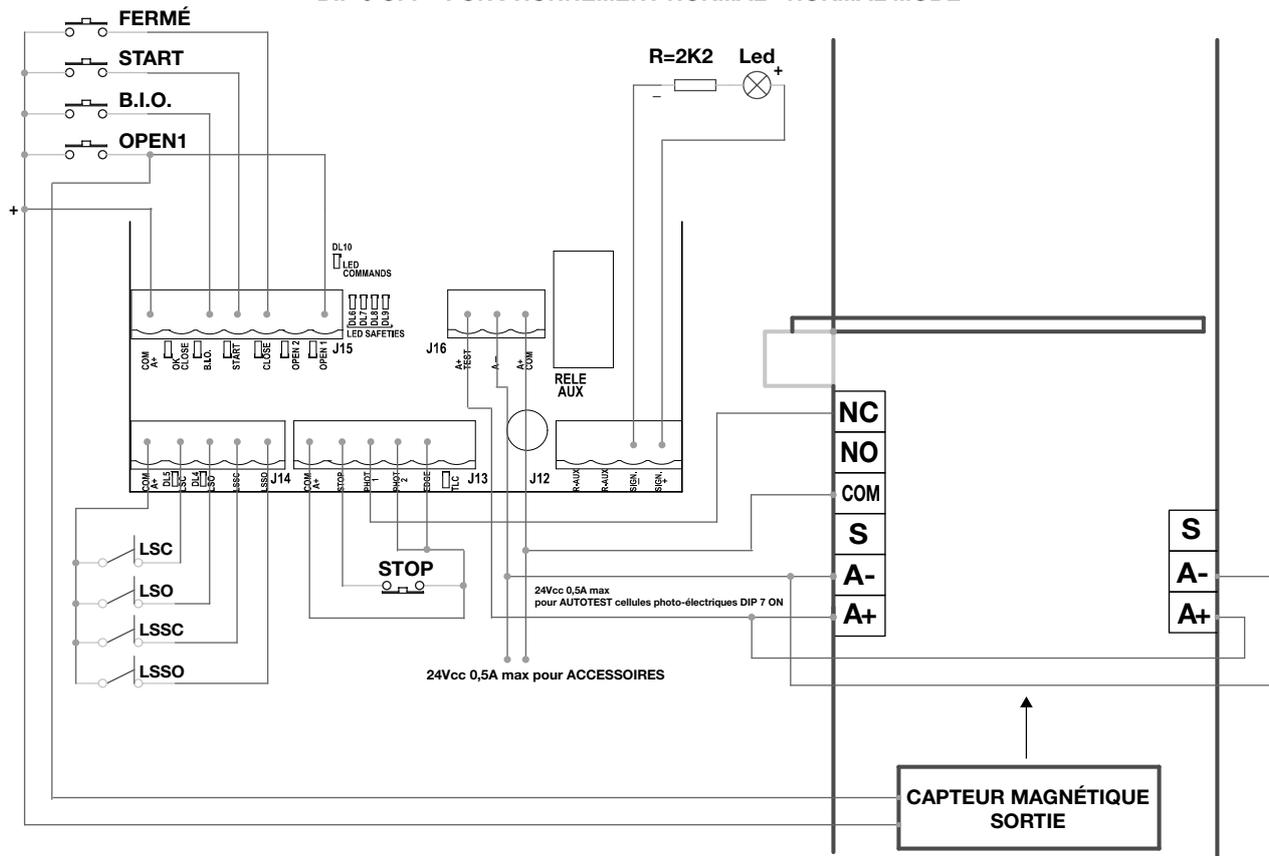 FERMÉ
START
B.I.O.
OPEN1
+
R=2K2
Led
+
–
DL10
LED
COMMANDS
DL6
DL7
DL8
DL9
LED SAFETIES
COM
A+
OK
CLOSE
B.I.O.
START
CLOSE
OPEN 2
OPEN 1
J15
J16
A+
TEST
A –
A+
COM
RELE
AUX
NC
NO
COM
S
A-
A+
S
A-
A+
COM
A+
DL5
LSC
DL4
LSO
LSSC
LSSO
J14
COM
A+
STOP
PHOT
1
PHOT
2
EDGE
TLC
J13
J12
R-AUX
R-AUX
SIGN.
–
SIGN.
+
LSC
LSO
LSSC
LSSO
STOP
24Vcc 0,5A max
pour AUTOTEST cellules photo-électriques DIP 7 ON
24Vcc 0,5A max pour ACCESSOIRES
CAPTEUR MAGNÉTIQUE
SORTIE